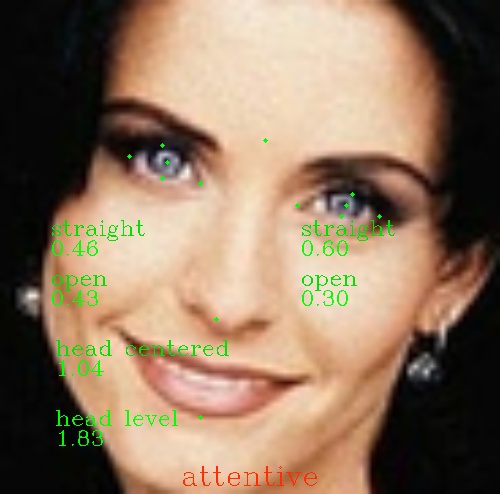 straight straight
0.46 0.60
open open
0.43 0.30
head centered
1.04
head level
1.83
attentive